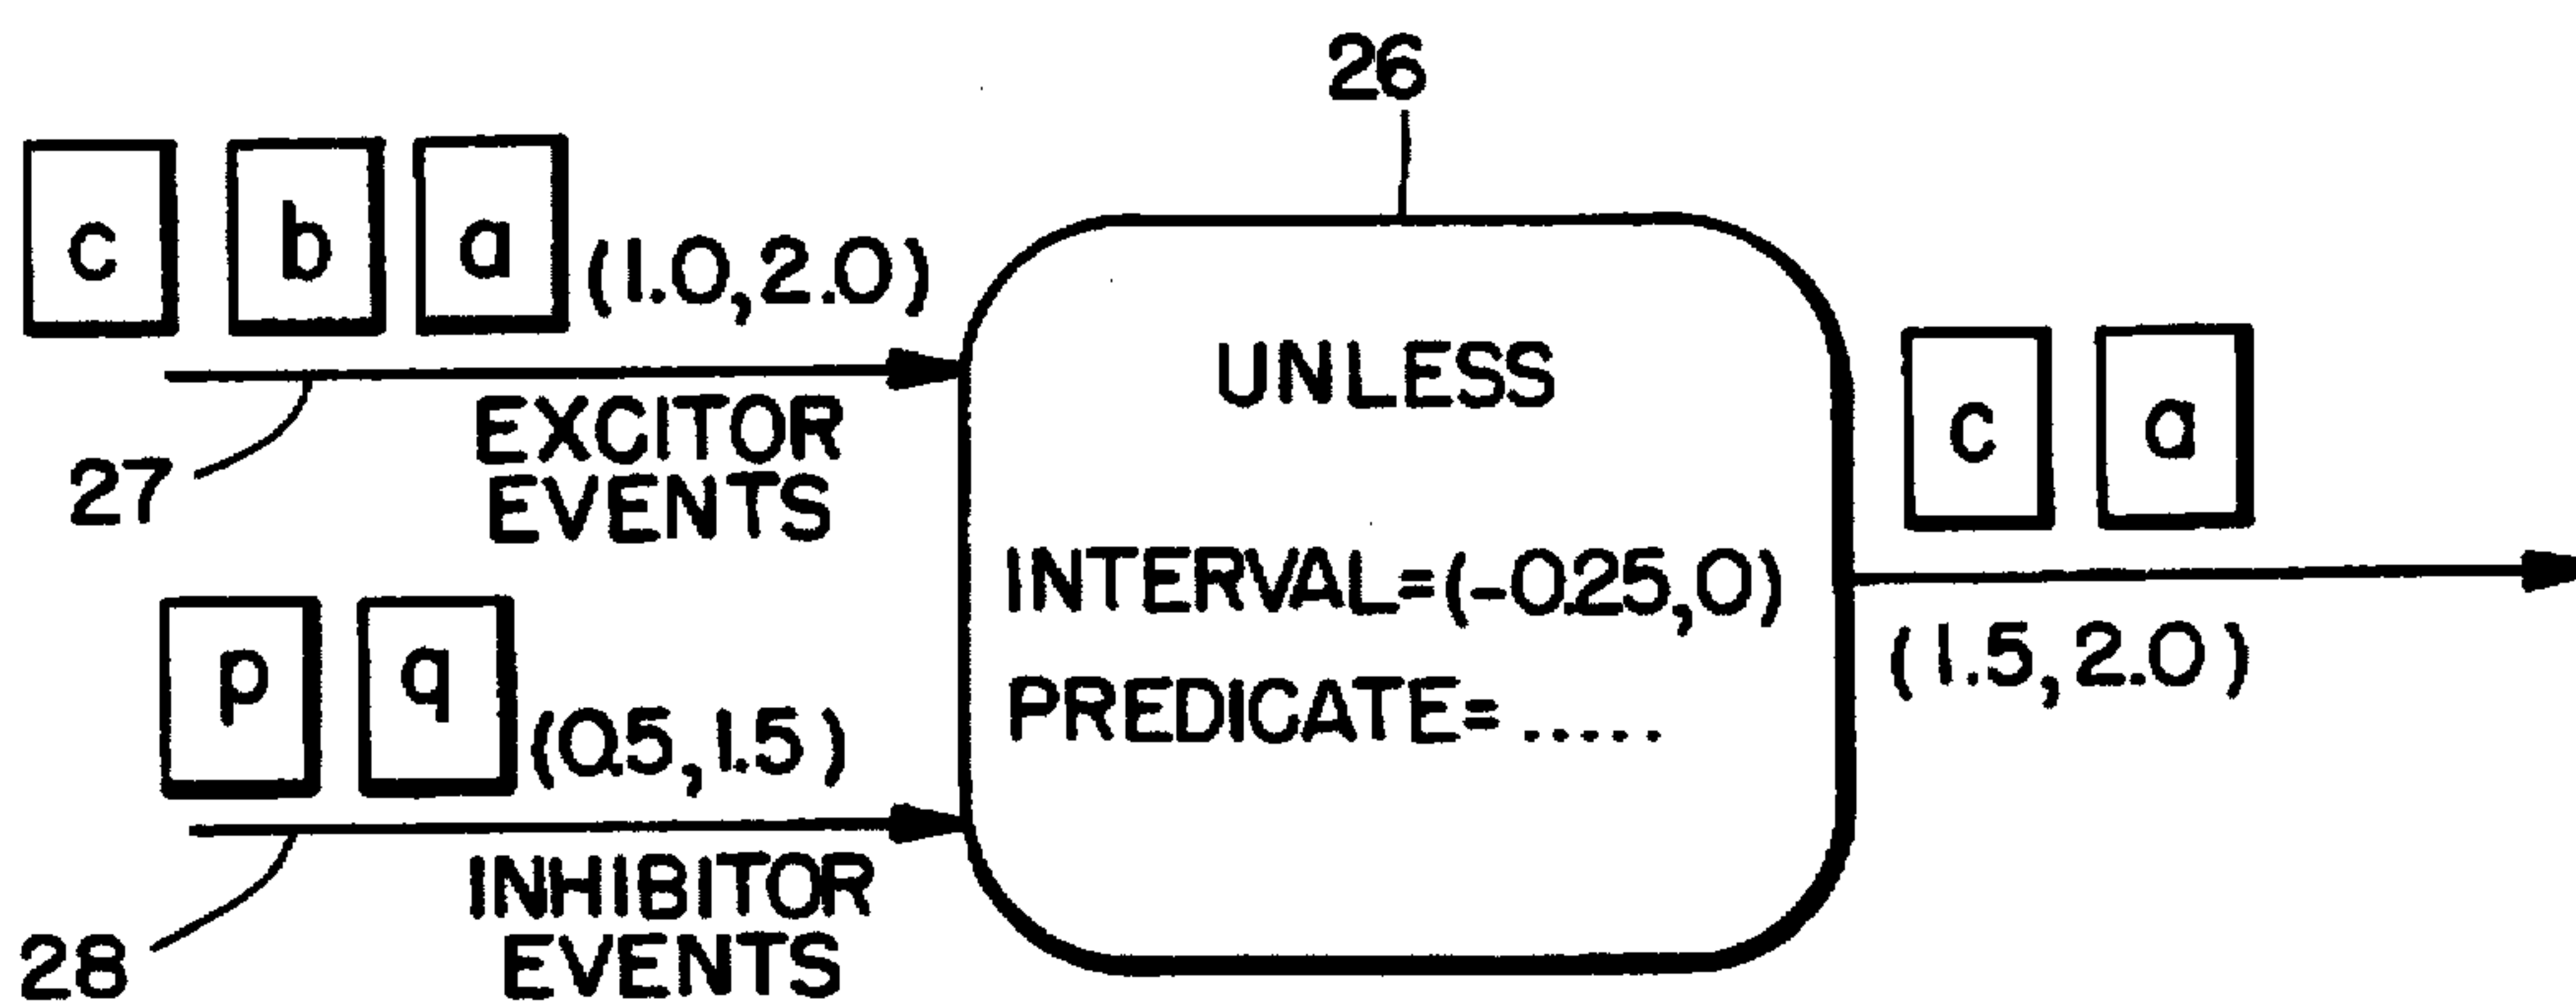 26
c b a (1.0,2.0)
27
EXCITOR
EVENTS
p q (0.5,1.5)
28
INHIBITOR
EVENTS
UNLESS
INTERVAL=(-0.25,0)
PREDICATE=.....
c a
(1.5,2.0)